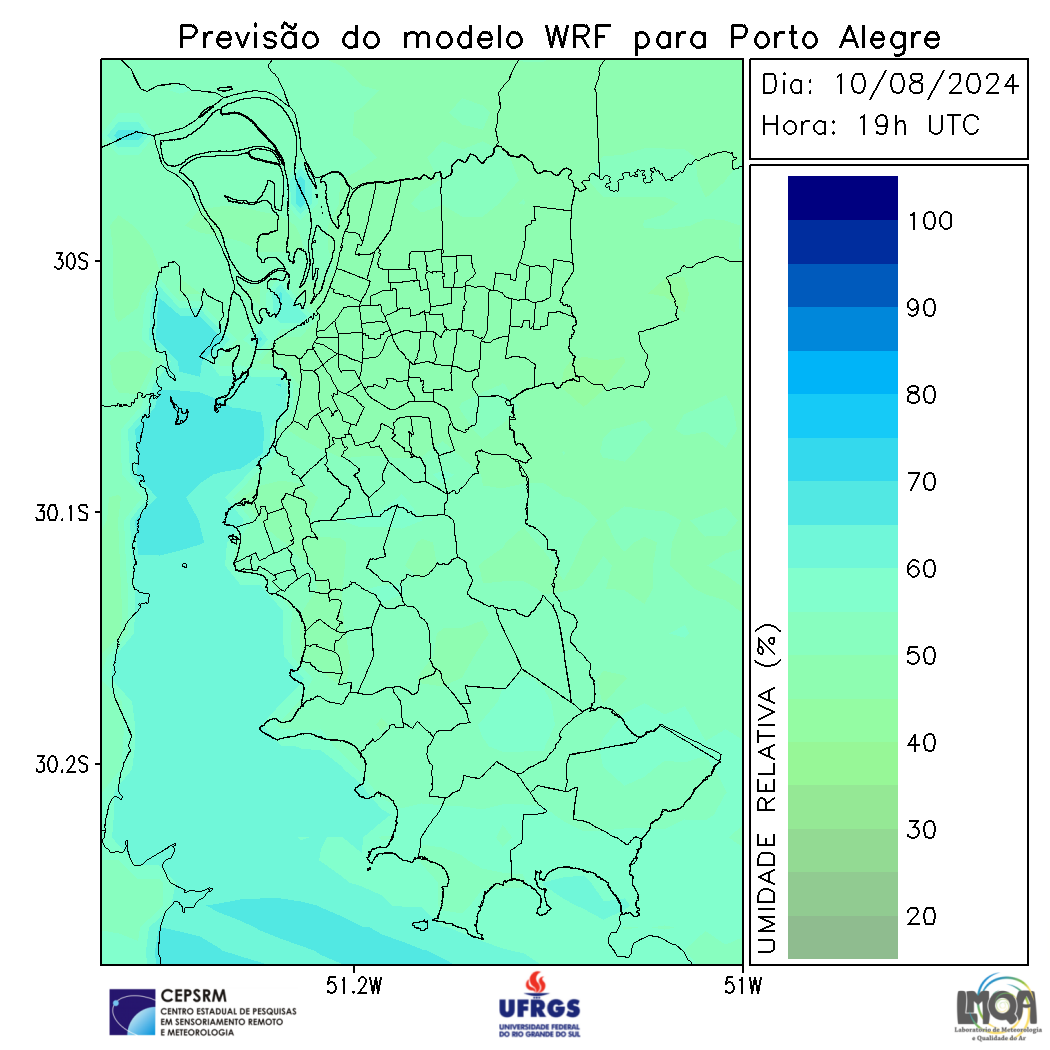 Previsão do modelo WRF para Porto Alegre
Dia: 10/08/2024
Hora: 19h UTC
30S
30.1S
30.2S
51.2W
51W
100
90
80
70
60
50
40
30
20
UMIDADE RELATIVA (%)
CEPSRM
CENTRO ESTADUAL DE PESQUISAS
EM SENSORIAMENTO REMOTO
E METEOROLOGIA
UFRGS
UNIVERSIDADE FEDERAL
DO RIO GRANDE DO SUL
LMQA
Laboratório de Meteorologia
e Qualidade do Ar